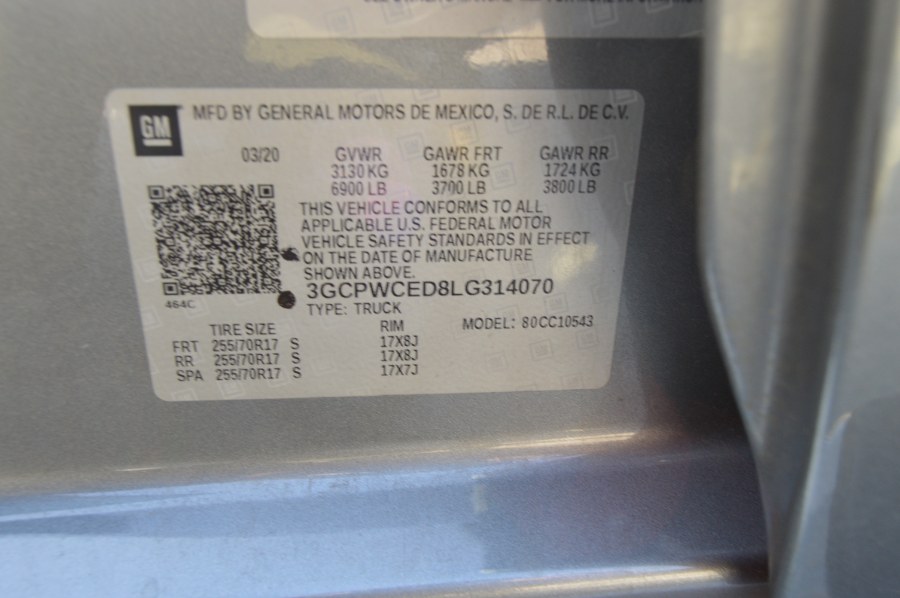 GM
MFD BY GENERAL MOTORS DE MEXICO, S. DE R.L. DE C.V.
03/20 GVWR GAWR FRT GAWR RR
3130 KG 1678 KG 1724 KG
6900 LB 3700 LB 3800 LB
THIS VEHICLE CONFORMS TO ALL
APPLICABLE U.S. FEDERAL MOTOR
VEHICLE SAFETY STANDARDS IN EFFECT
ON THE DATE OF MANUFACTURE
SHOWN ABOVE.
464C
3GCPWCED8LG314070
TYPE: TRUCK
TIRE SIZE RIM MODEL: 80CC10543
FRT 255/70R17 S 17X8J
RR 255/70R17 S 17X8J
SPA 255/70R17 S 17X7J